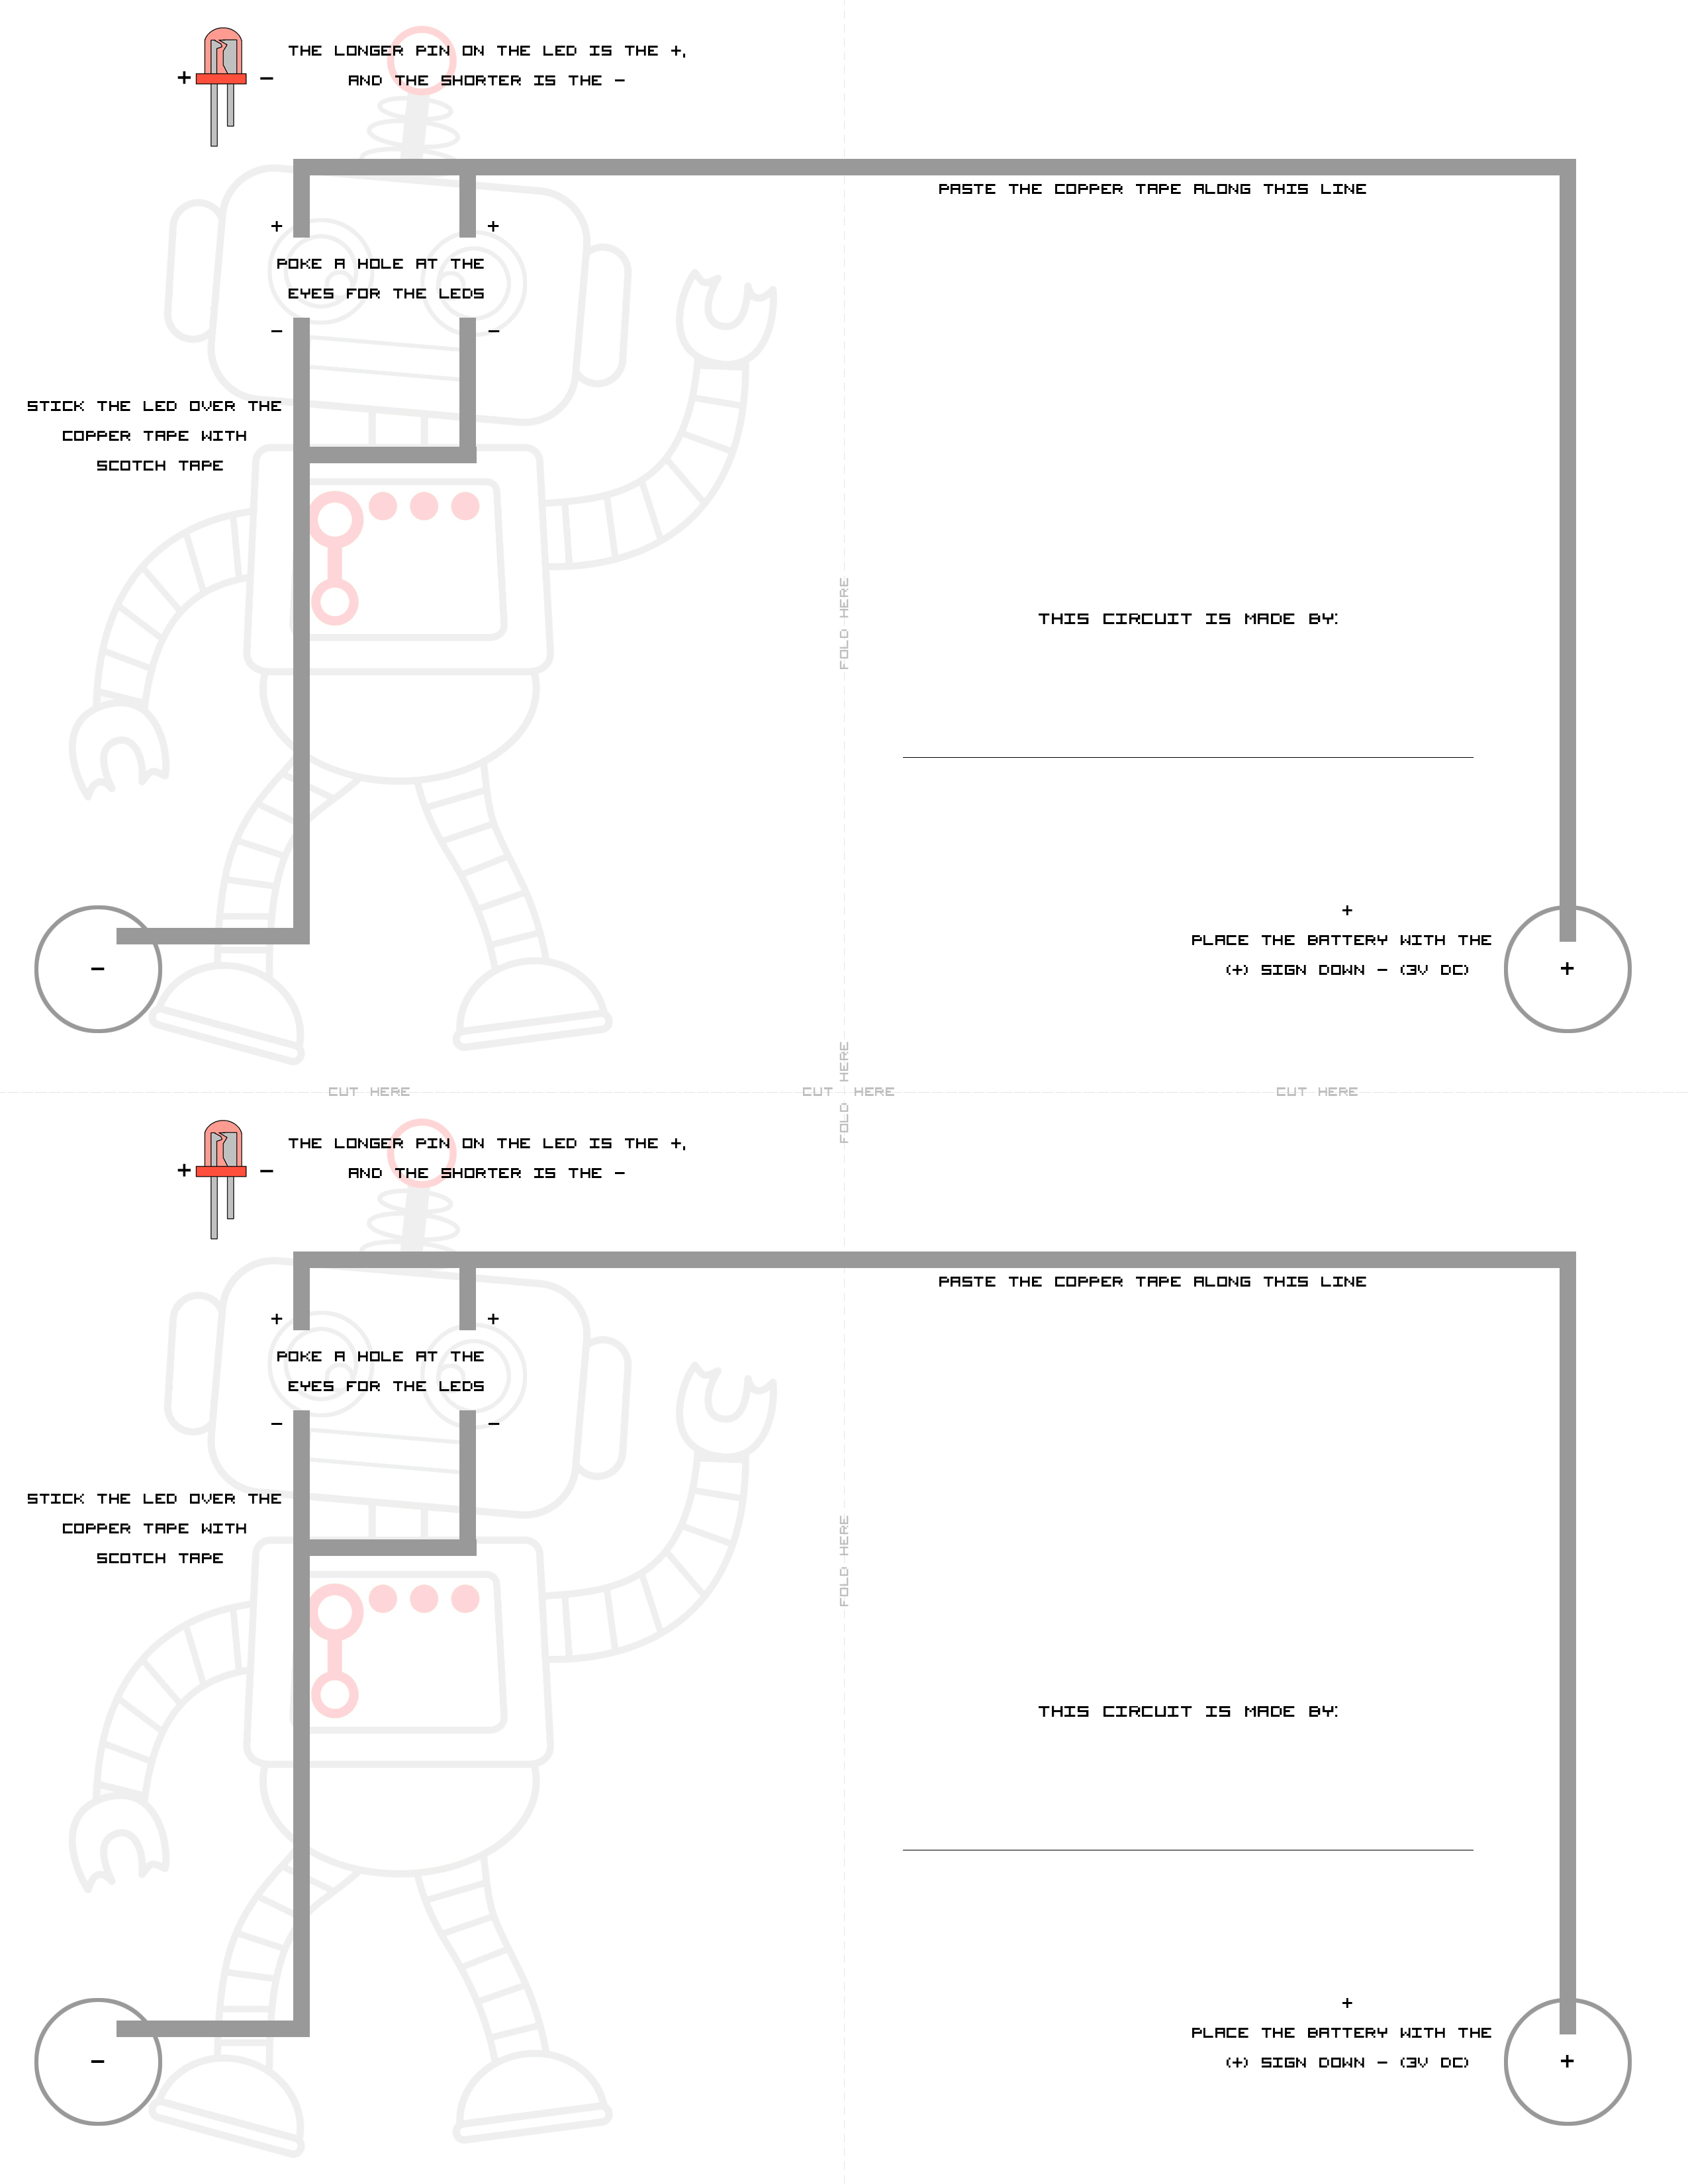 THE LONGER PIN ON THE LED IS THE +,
AND THE SHORTER IS THE -
+ -
PASTE THE COPPER TAPE ALONG THIS LINE
+ +
POKE A HOLE AT THE
EYES FOR THE LEDS
- -
STICK THE LED OVER THE
COPPER TAPE WITH
SCOTCH TAPE
FOLD HERE
THIS CIRCUIT IS MADE BY:
+
PLACE THE BATTERY WITH THE
(+) SIGN DOWN - (3V DC)
-
+
FOLD HERE
CUT HERE
CUT HERE
CUT HERE
FOLD HERE
THE LONGER PIN ON THE LED IS THE +,
AND THE SHORTER IS THE -
+ -
PASTE THE COPPER TAPE ALONG THIS LINE
+ +
POKE A HOLE AT THE
EYES FOR THE LEDS
- -
STICK THE LED OVER THE
COPPER TAPE WITH
SCOTCH TAPE
FOLD HERE
THIS CIRCUIT IS MADE BY:
+
PLACE THE BATTERY WITH THE
(+) SIGN DOWN - (3V DC)
-
+